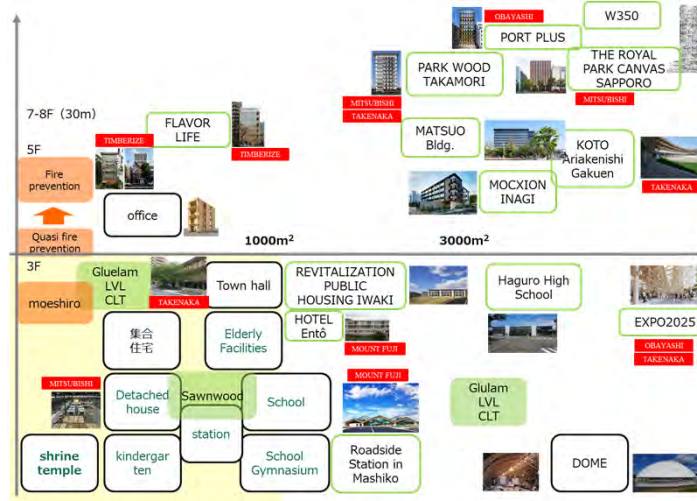 W350
OBAYASHI
PORT PLUS
PARK WOOD
TAKAMORI
THE ROYAL
PARK CANVAS
SAPPORO
MITSUBISHI
TAKENAKA
MITSUBISHI
7-8F（30m）
FLAVOR
LIFE
TIMBERIZE
TIMBERIZE
MATSUO
Bldg.
KOTO
Ariakenishi
Gakuen
TAKENAKA
5F
Fire
prevention
MOCXION
INAGI
office
Quasi fire
prevention
1000m²
3000m²
3F
moeshiro
Gluelam
LVL
CLT
TAKENAKA
Town hall
REVITALIZATION
PUBLIC
HOUSING IWAKI
Haguro High
School
EXPO2025
OBAYASHI
TAKENAKA
HOTEL
Entô
MOUNT FUJI
集合
住宅
Elderly
Facilities
MITSUBISHI
Detached
house
Sawnwood
School
MOUNT FUJI
Glulam
LVL
CLT
station
shrine
temple
kindergar
ten
School
Gymnasium
Roadside
Station in
Mashiko
DOME